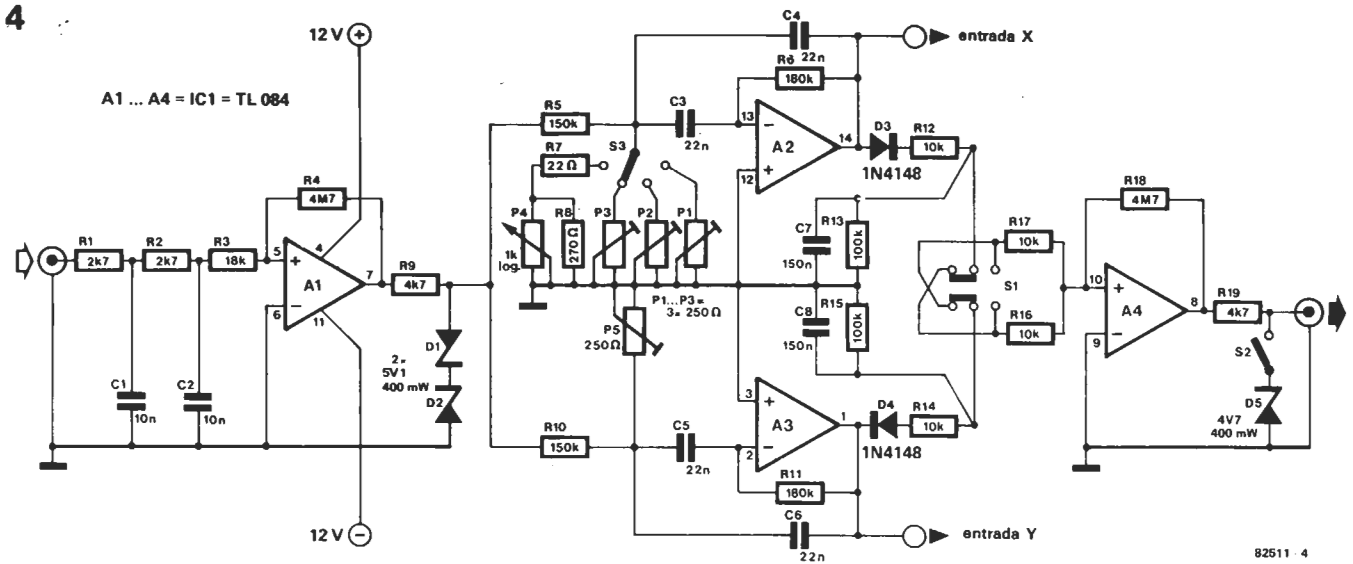 4
12 V +
A1 ... A4 = IC1 = TL 084
R1
2k7
R2
2k7
R3
18k
R4
4M7
5
+
4
A1
7
6
−
11
R9
4k7
C1
10n
C2
10n
2×
5V1
400 mW
D1
D2
12 V −
R5
150k
R7
22 Ω
S3
C3
22n
C4
22n
R6
180k
entrada X
13
−
A2
14
12
+
D3
1N4148
R12
10k
P4
1k
log.
R8
270 Ω
P3
P2
P1
P1...P3 =
3× 250 Ω
P5
250 Ω
C7
150n
R13
100k
C8
150n
R15
100k
R10
150k
C5
22n
3
+
A3
1
2
−
D4
1N4148
R14
10k
R11
180k
C6
22n
entrada Y
S1
R17
10k
R16
10k
R18
4M7
10
+
A4
8
9
−
R19
4k7
S2
D5
4V7
400 mW
82511 - 4